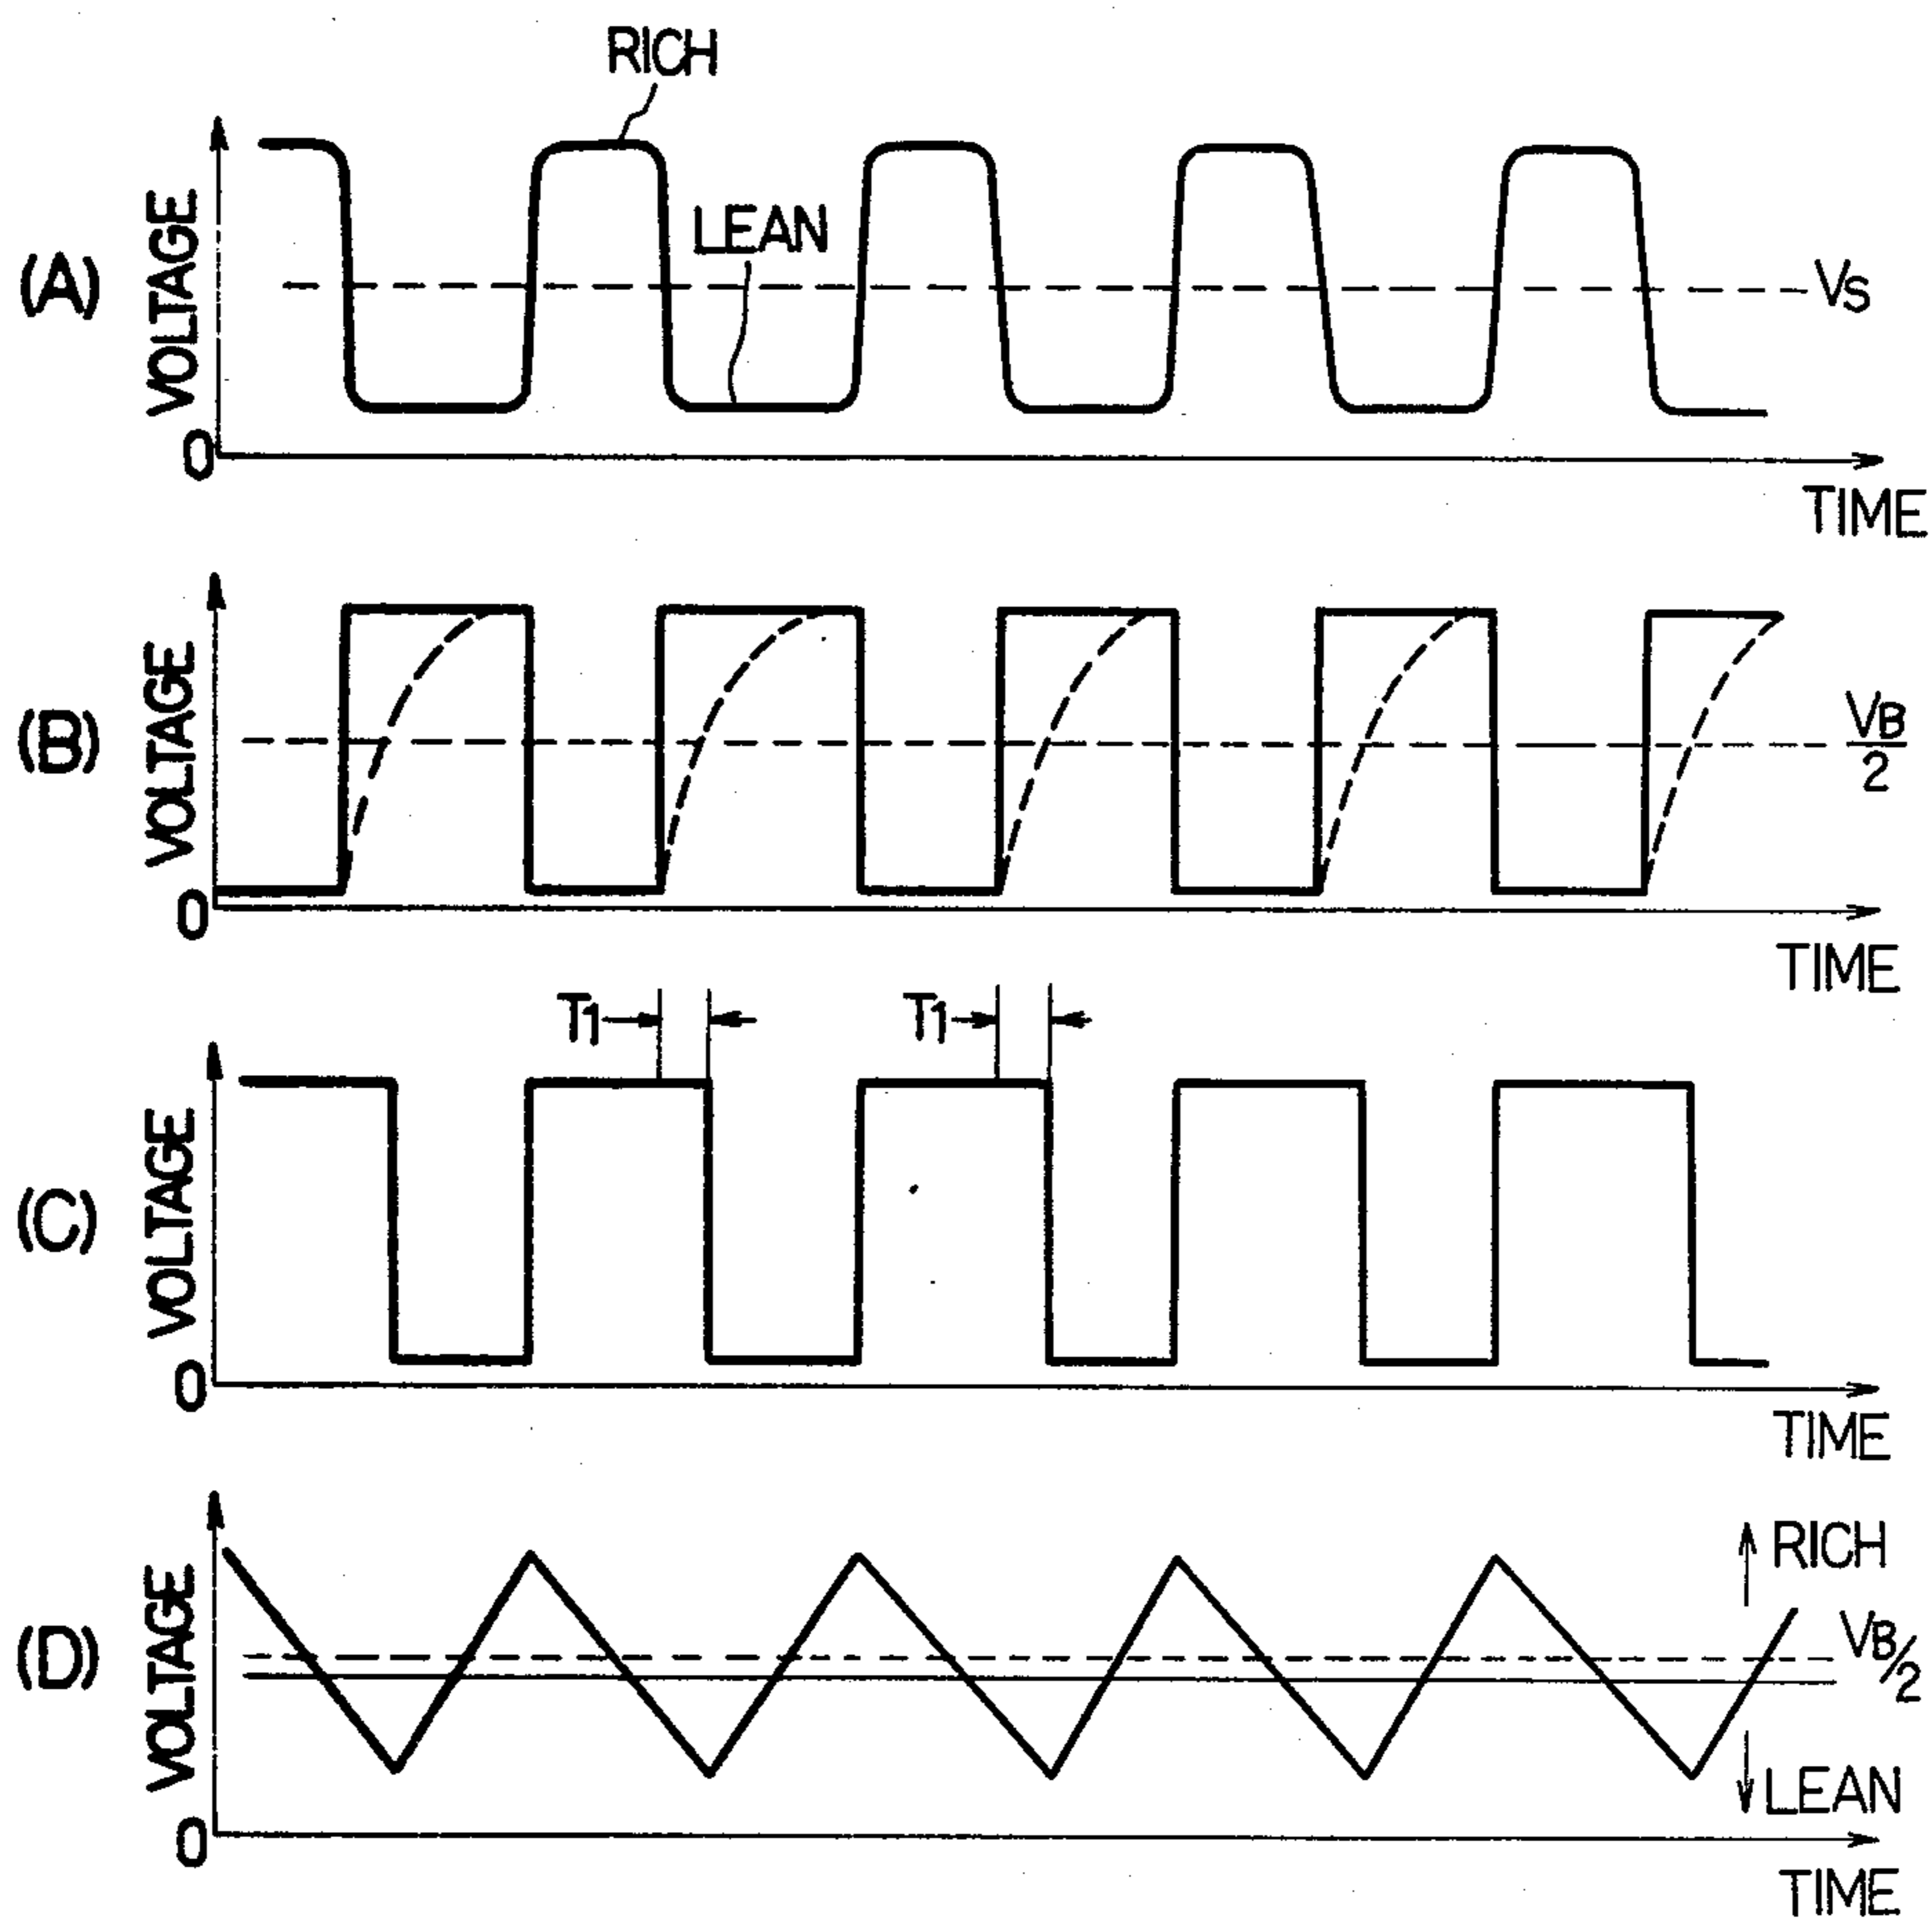 RICH
LEAN
(A)
VOLTAGE
VS
0
TIME
(B)
VOLTAGE
VB
2
0
TIME
T1
T1
(C)
VOLTAGE
0
TIME
RICH
(D)
VOLTAGE
VB/2
LEAN
0
TIME